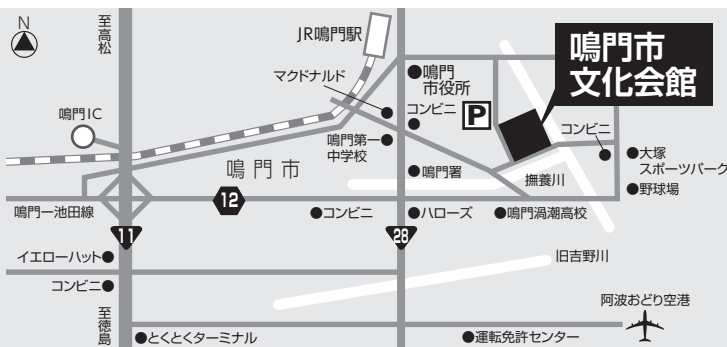 N
至高松
JR鳴門駅
鳴門市
文化会館
マクドナルド
鳴門
市役所
鳴門IC
コンビニ
P
コンビニ
鳴門第一
中学校
大塚
スポーツパーク
鳴門市
鳴門署
撫養川
野球場
12
鳴門ー池田線
コンビニ
ハローズ
鳴門渦潮高校
11
28
イエローハット
旧吉野川
コンビニ
阿波おどり空港
至徳島
とくとくターミナル
運転免許センター